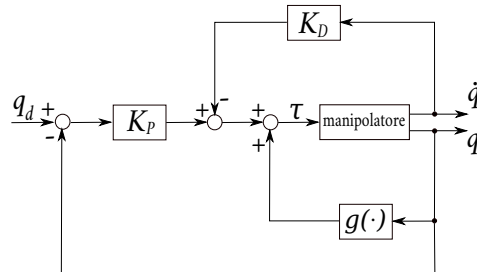 K_D
q̇
q_d + - K_P + - + + τ manipolatore
q
g(·)